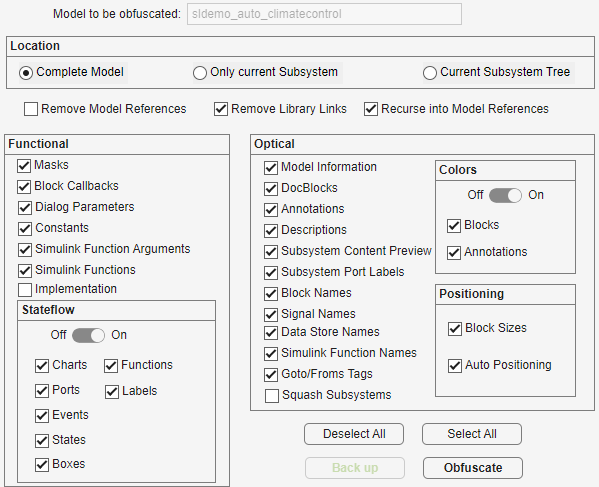 Model to be obfuscated: sldemo_auto_climatecontrol
Location
Complete Model Only current Subsystem Current Subsystem Tree
Remove Model References Remove Library Links Recurse into Model References
Functional
Masks
Block Callbacks
Dialog Parameters
Constants
Simulink Function Arguments
Simulink Functions
Implementation
Stateflow
Off On
Charts Functions
Ports Labels
Events
States
Boxes
Optical
Model Information
DocBlocks
Annotations
Descriptions
Subsystem Content Preview
Subsystem Port Labels
Block Names
Signal Names
Data Store Names
Simulink Function Names
Goto/Froms Tags
Squash Subsystems
Colors
Off On
Blocks
Annotations
Positioning
Block Sizes
Auto Positioning
Deselect All Select All
Back up Obfuscate